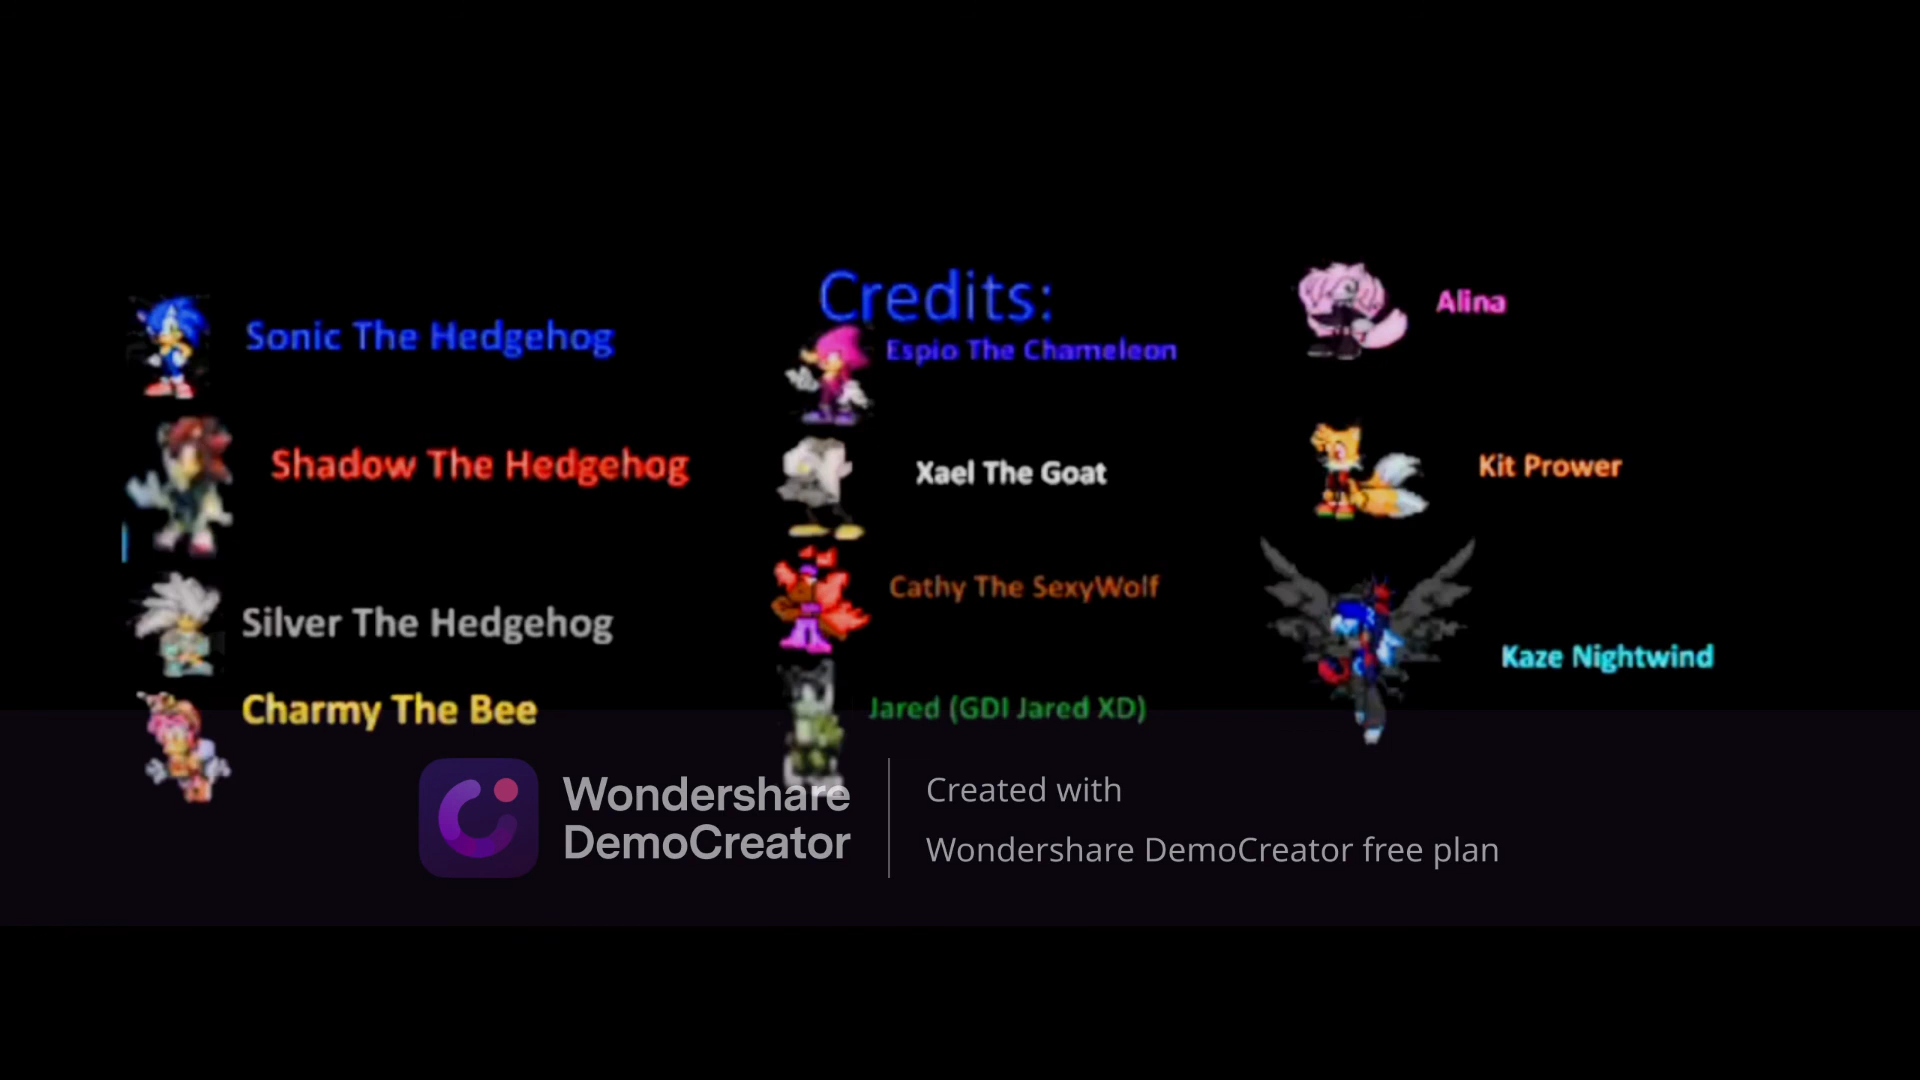 Credits:
Sonic The Hedgehog
Shadow The Hedgehog
Silver The Hedgehog
Charmy The Bee
Espio The Chameleon
Xael The Goat
Cathy The SexyWolf
Jared (GDI Jared XD)
Alina
Kit Prower
Kaze Nightwind
Wondershare
DemoCreator
Created with
Wondershare DemoCreator free plan